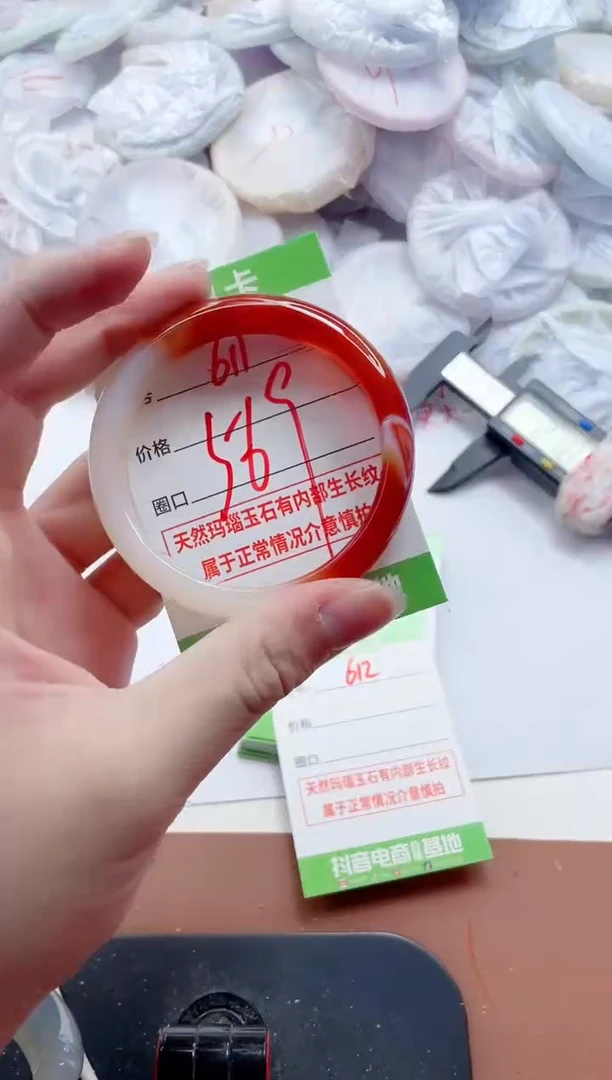 卡
611
价格
569
圈口
天然玛瑙玉石有内部生长纹
属于正常情况介意慎拍
地
612
价格
圈口
天然玛瑙玉石有内部生长纹
属于正常情况介意慎拍
抖音电商基地